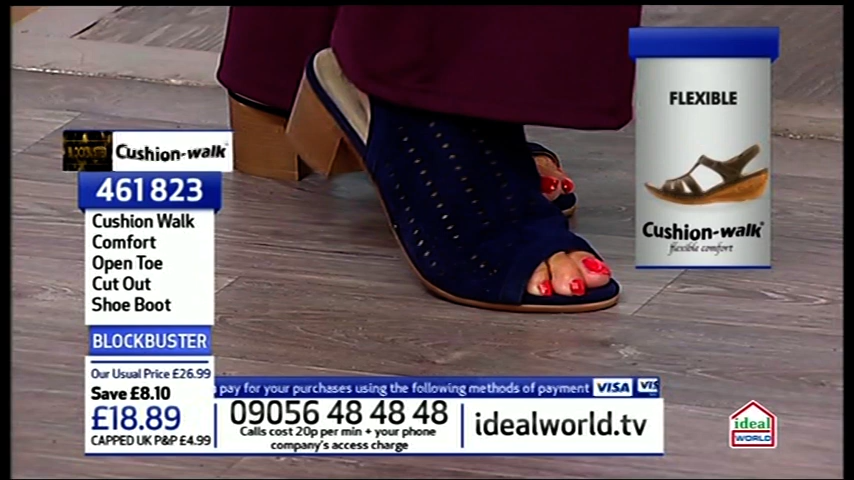 FLEXIBLE
Cushion-walk
flexible comfort
Cushion-walk
461 823
Cushion Walk
Comfort
Open Toe
Cut Out
Shoe Boot
BLOCKBUSTER
Our Usual Price £26.99
Save £8.10
£18.89
CAPPED UK P&P £4.99
pay for your purchases using the following methods of payment VISA VIS
09056 48 48 48
Calls cost 20p per min + your phone
company's access charge
idealworld.tv
ideal
WORLD